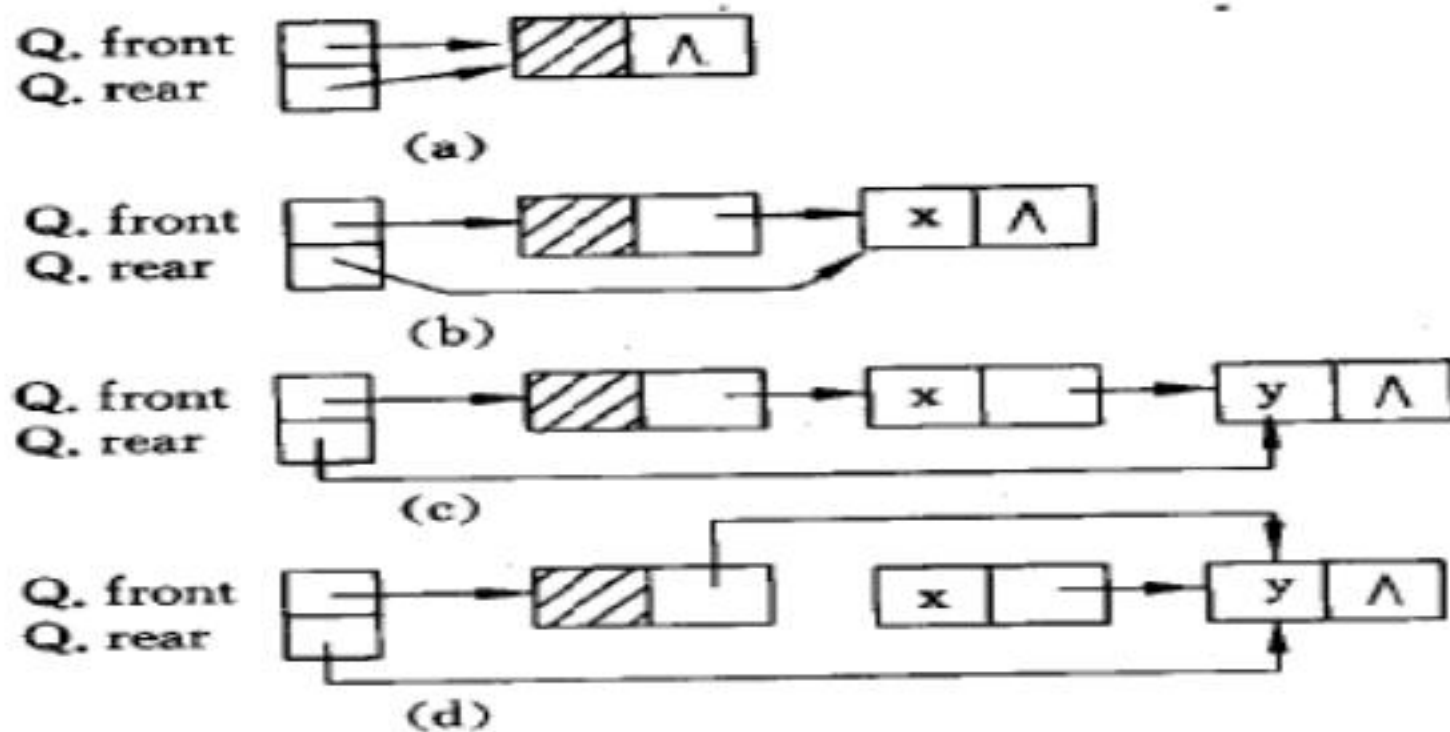 Q. front
Q. rear
Λ
(a)
Q. front
Q. rear
x Λ
(b)
Q. front
Q. rear
x y Λ
(c)
Q. front
Q. rear
x y Λ
(d)